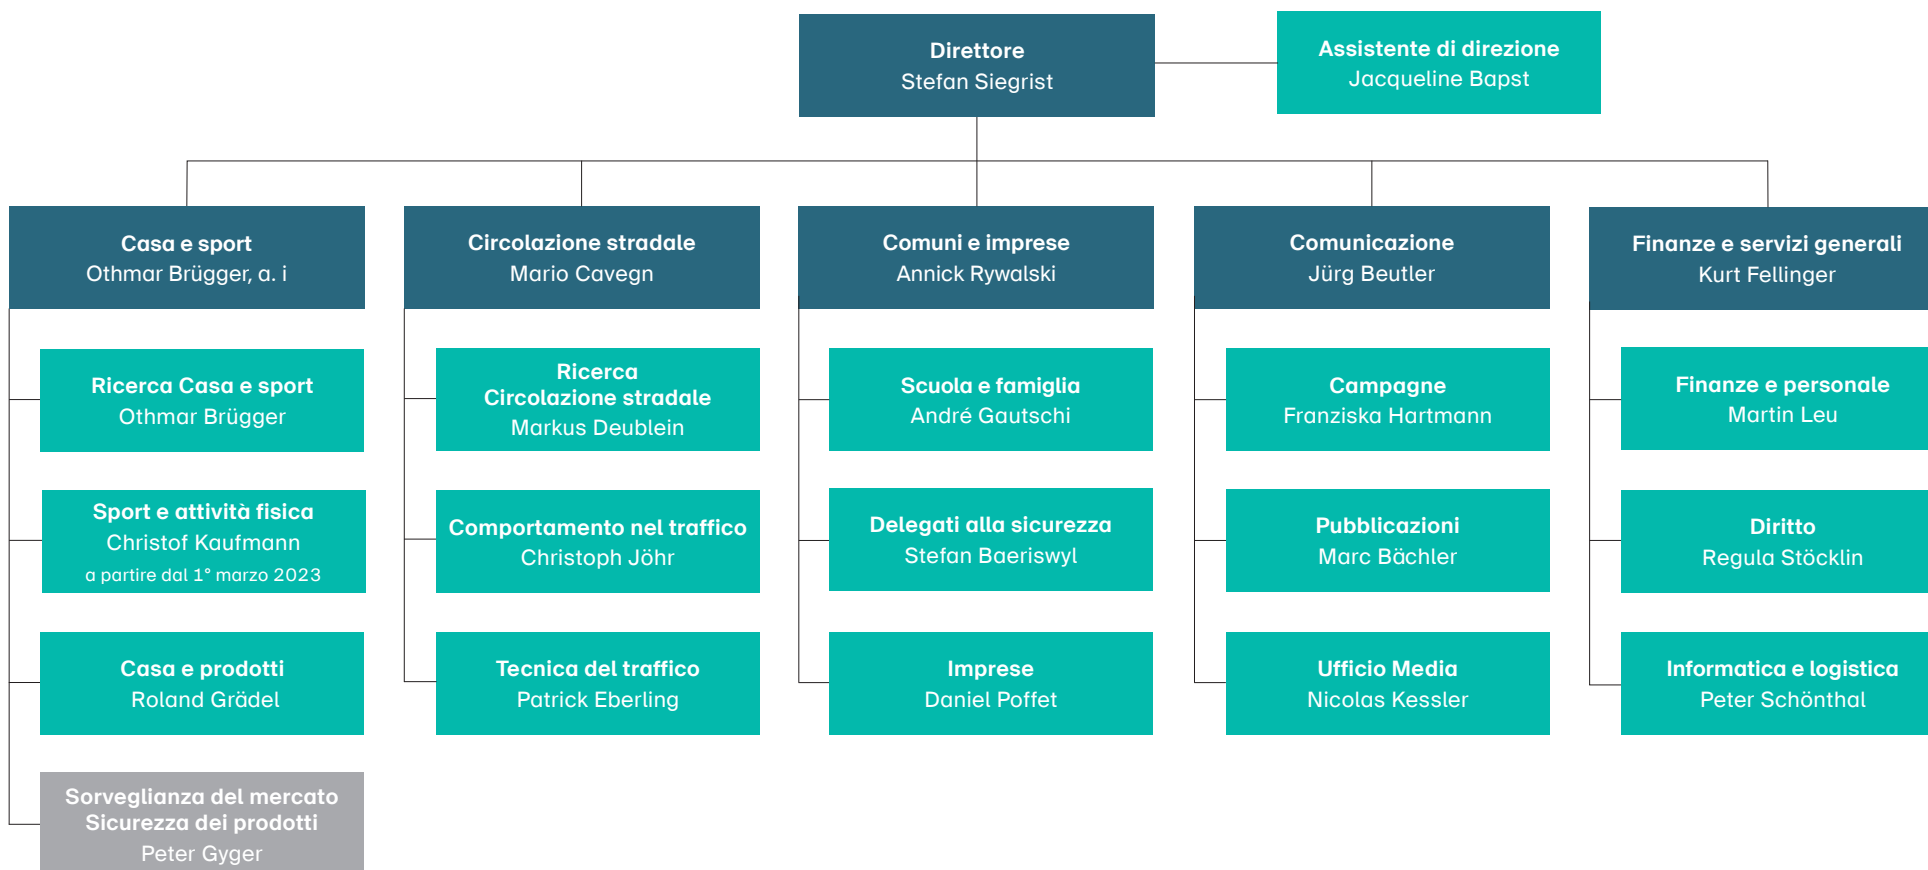 Direttore
Stefan Siegrist
Assistente di direzione
Jacqueline Bapst
Casa e sport
Othmar Brügger, a. i
Circolazione stradale
Mario Cavegn
Comuni e imprese
Annick Rywalski
Comunicazione
Jürg Beutler
Finanze e servizi generali
Kurt Fellinger
Ricerca Casa e sport
Othmar Brügger
Sport e attività fisica
Christof Kaufmann
a partire dal 1° marzo 2023
Casa e prodotti
Roland Grädel
Sorveglianza del mercato
Sicurezza dei prodotti
Peter Gyger
Ricerca
Circolazione stradale
Markus Deublein
Comportamento nel traffico
Christoph Jöhr
Tecnica del traffico
Patrick Eberling
Scuola e famiglia
André Gautschi
Delegati alla sicurezza
Stefan Baeriswyl
Imprese
Daniel Poffet
Campagne
Franziska Hartmann
Pubblicazioni
Marc Bächler
Ufficio Media
Nicolas Kessler
Finanze e personale
Martin Leu
Diritto
Regula Stöcklin
Informatica e logistica
Peter Schönthal